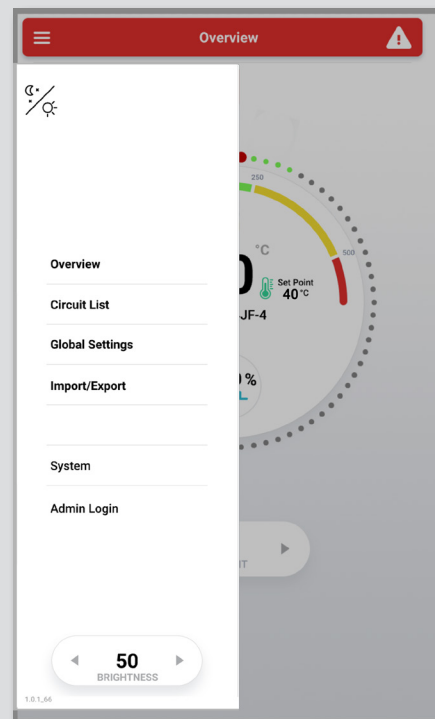 Overview
250
500
°C
Set Point
40 °C
JF-4
%
Overview
Circuit List
Global Settings
Import/Export
System
Admin Login
IT
50
BRIGHTNESS
1.0.1_66